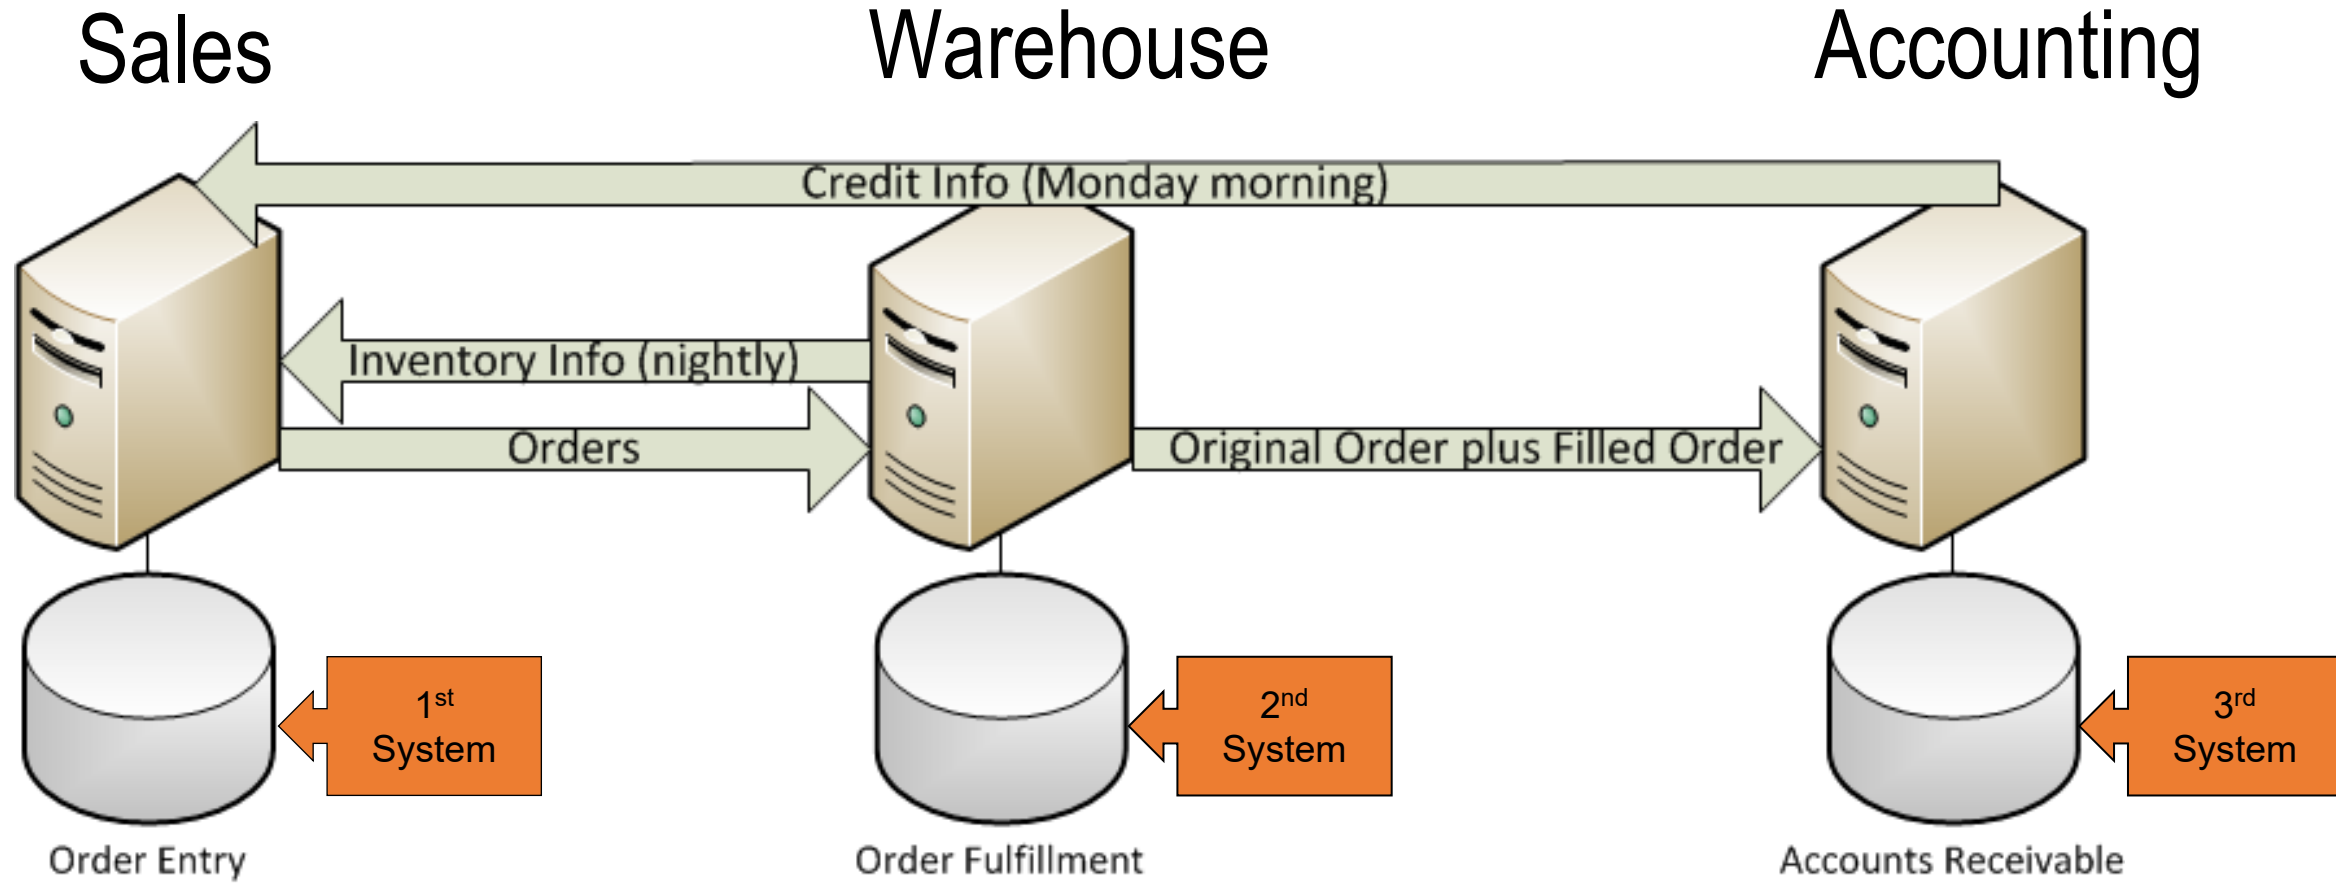 Sales
Warehouse
Accounting
Credit Info (Monday morning)
Inventory Info (nightly)
Orders
Original Order plus Filled Order
1st
System
2nd
System
3rd
System
Order Entry
Order Fulfillment
Accounts Receivable